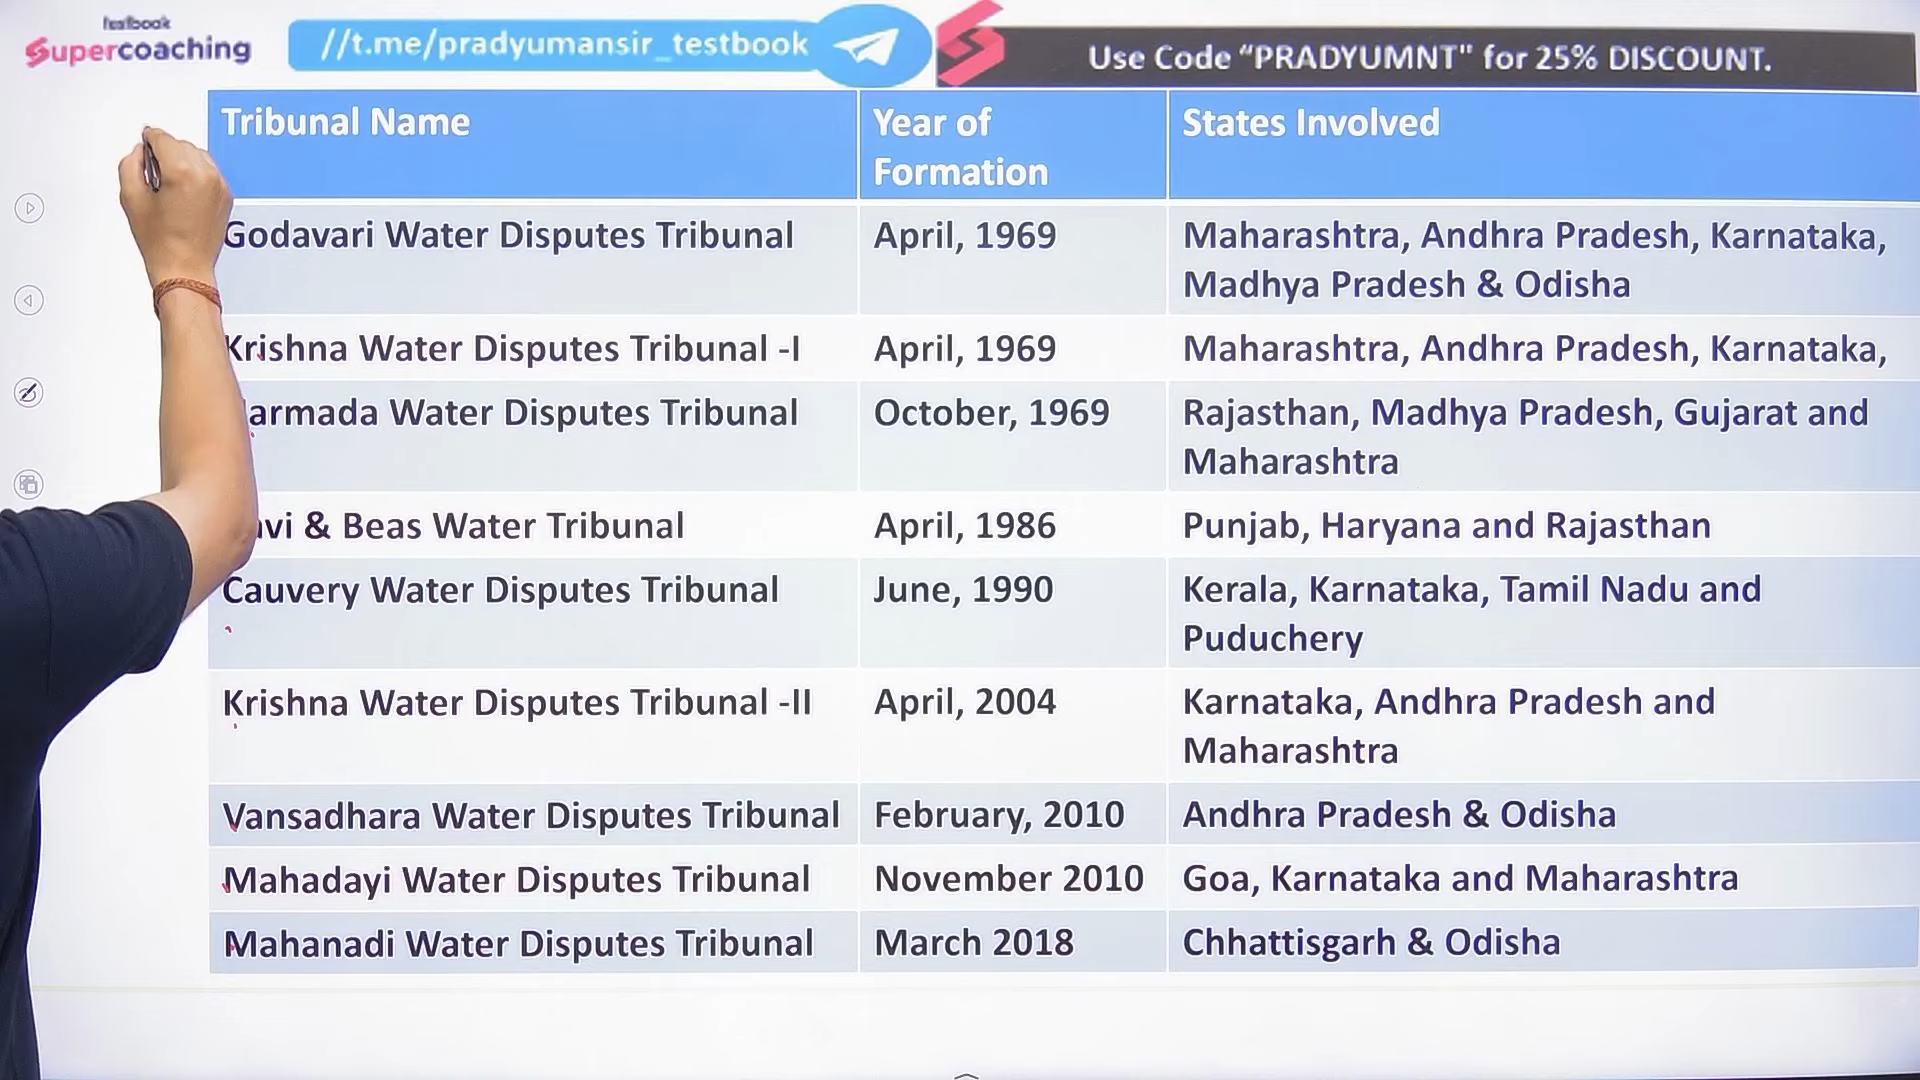 testbook
Supercoaching
//t.me/pradyumansir_testbook
Use Code “PRADYUMNT" for 25% DISCOUNT.
Tribunal Name
Year of
Formation
States Involved
Godavari Water Disputes Tribunal
April, 1969
Maharashtra, Andhra Pradesh, Karnataka,
Madhya Pradesh & Odisha
Krishna Water Disputes Tribunal -I
April, 1969
Maharashtra, Andhra Pradesh, Karnataka,
Water Disputes Tribunal
October, 1969
Rajasthan, Madhya Pradesh, Gujarat and
Maharashtra
& Beas Water Tribunal
April, 1986
Punjab, Haryana and Rajasthan
Cauvery Water Disputes Tribunal
June, 1990
Kerala, Karnataka, Tamil Nadu and
Puduchery
Krishna Water Disputes Tribunal -II
April, 2004
Karnataka, Andhra Pradesh and
Maharashtra
Vansadhara Water Disputes Tribunal
February, 2010
Andhra Pradesh & Odisha
Mahadayi Water Disputes Tribunal
November 2010
Goa, Karnataka and Maharashtra
Mahanadi Water Disputes Tribunal
March 2018
Chhattisgarh & Odisha